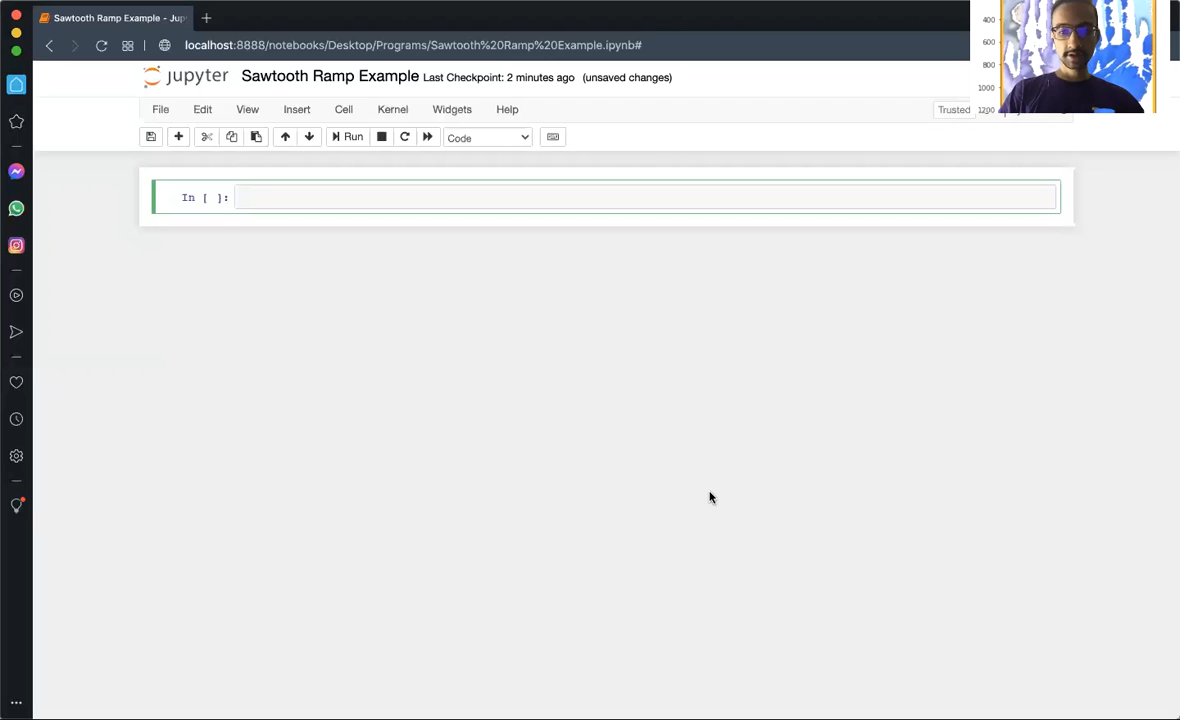 Sawtooth Ramp Example - Jup
localhost:8888/notebooks/Desktop/Programs/Sawtooth%20Ramp%20Example.ipynb#
jupyter Sawtooth Ramp Example Last Checkpoint: 2 minutes ago (unsaved changes)
File Edit View Insert Cell Kernel Widgets Help
Trusted
Run
Code
In [ ]:
400
600
800
1000
1200